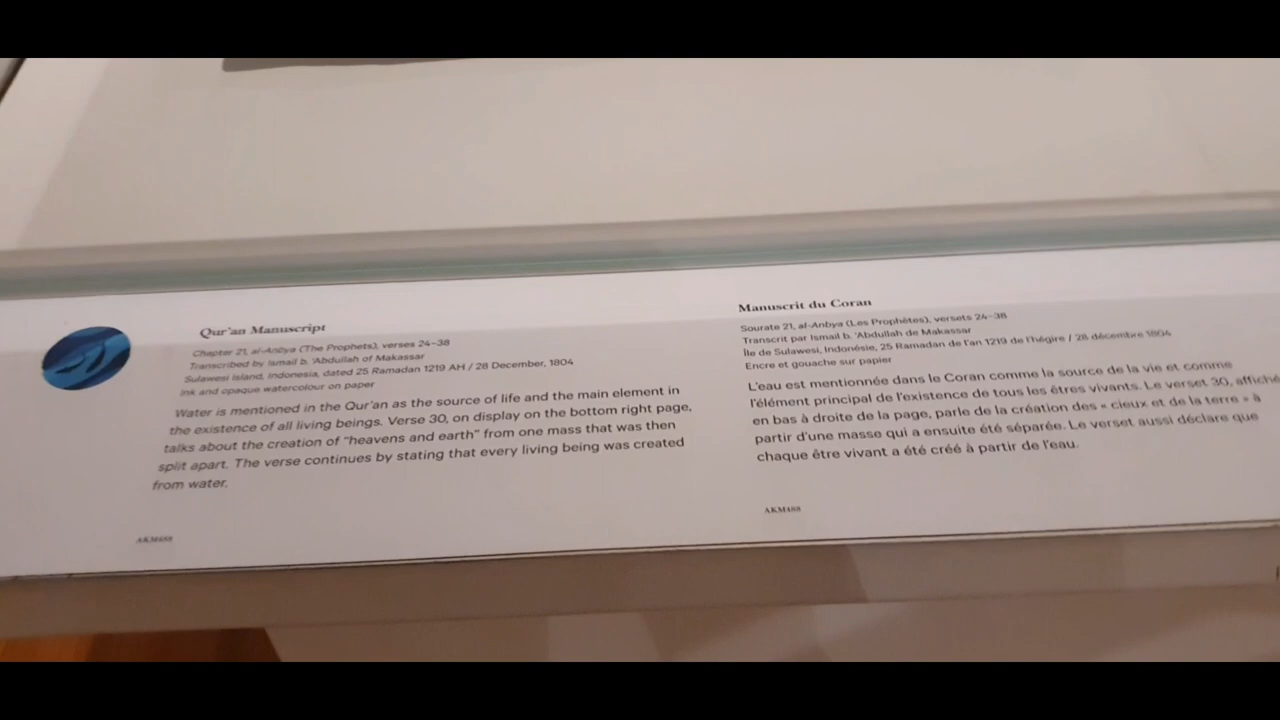 Qur'an Manuscript
Chapter 21, al-Anbya (The Prophets), verses 24–38
Transcribed by Ismail b. 'Abdullah of Makassar
Sulawesi Island, Indonesia, dated 25 Ramadan 1219 AH / 28 December, 1804
Ink and opaque watercolour on paper
Water is mentioned in the Qur'an as the source of life and the main element in
the existence of all living beings. Verse 30, on display on the bottom right page,
talks about the creation of "heavens and earth" from one mass that was then
split apart. The verse continues by stating that every living being was created
from water.
AKM488
Manuscrit du Coran
Sourate 21, al-Anbya (Les Prophètes), versets 24–38
Transcrit par Ismail b. 'Abdullah de Makassar
Île de Sulawesi, Indonésie, 25 Ramadan de l'an 1219 de l'hégire / 28 décembre 1804
Encre et gouache sur papier
L'eau est mentionnée dans le Coran comme la source de la vie et comme
l'élément principal de l'existence de tous les êtres vivants. Le verset 30, affiché
en bas à droite de la page, parle de la création des « cieux et de la terre » à
partir d'une masse qui a ensuite été séparée. Le verset aussi déclare que
chaque être vivant a été créé à partir de l'eau.
AKM488